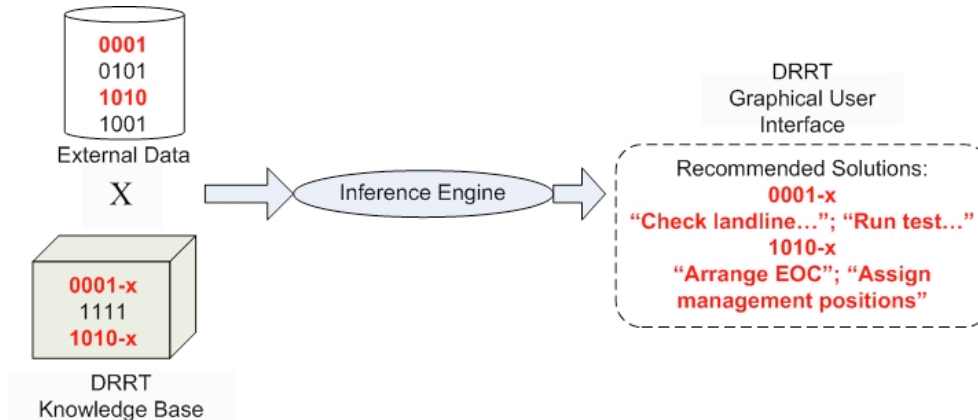 0001
0101
1010
1001
External Data
X
0001-x
1111
1010-x
DRRT
Knowledge Base
Inference Engine
DRRT
Graphical User
Interface
Recommended Solutions:
0001-x
“Check landline…”; “Run test…”
1010-x
“Arrange EOC”; “Assign
management positions”